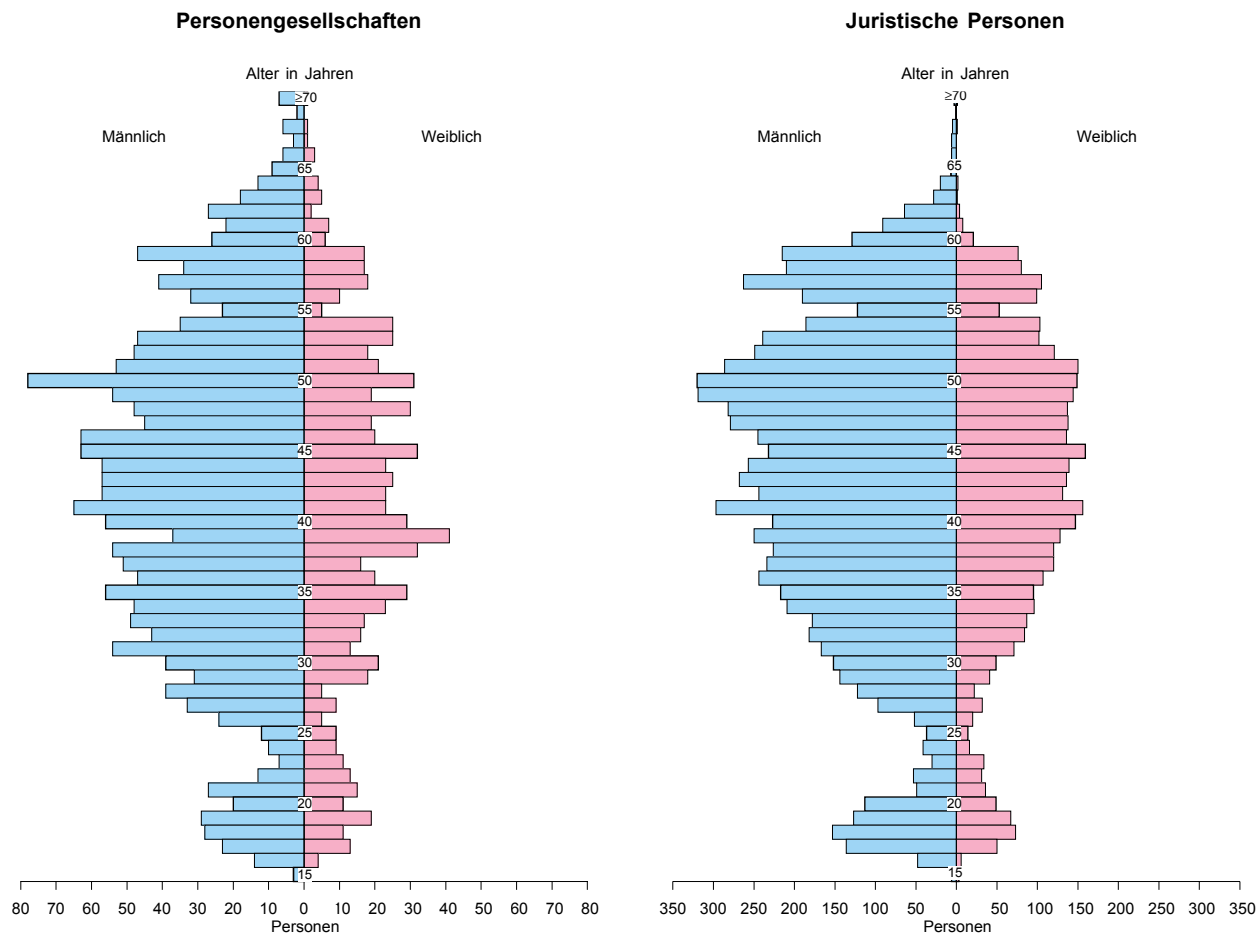 Personengesellschaften
Alter in Jahren
≥70
Männlich
Weiblich
65
60
55
50
45
40
35
30
25
20
15
80 70 60 50 40 30 20 10 0 10 20 30 40 50 60 70 80
Personen
Juristische Personen
Alter in Jahren
≥70
Männlich
Weiblich
65
60
55
50
45
40
35
30
25
20
15
350 300 250 200 150 100 50 0 50 100 150 200 250 300 350
Personen